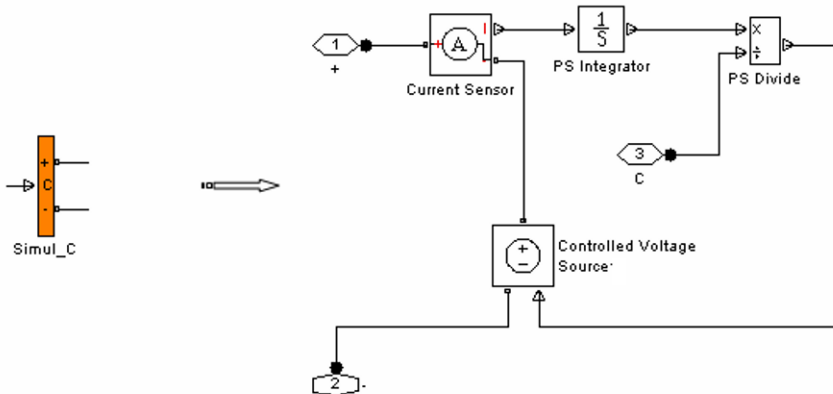 1
+
A
I
Current Sensor
1
S
PS Integrator
×
÷
PS Divide
3
C
+
C
-
Simul_C
+
-
Controlled Voltage
Source
2
-